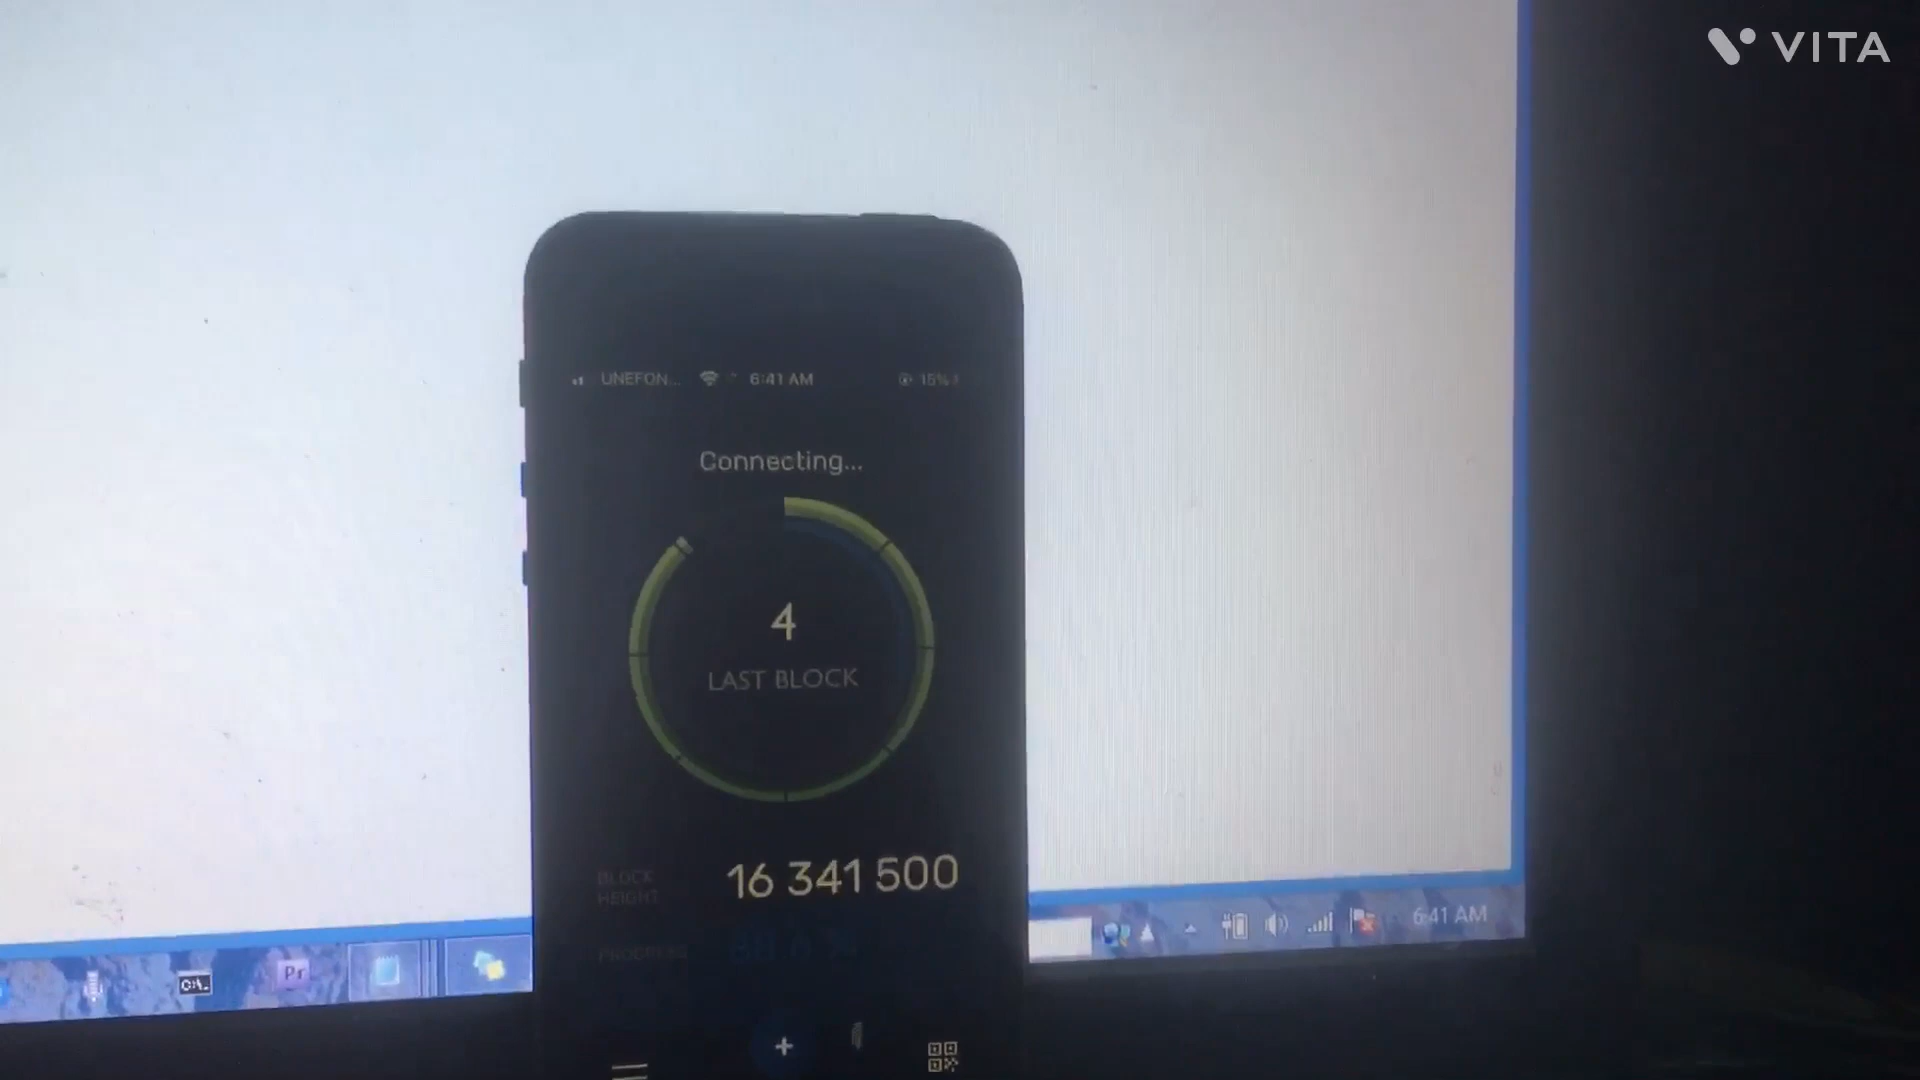 VITA
UNEFON... 6:41 AM 15%
Connecting...
4
LAST BLOCK
BLOCK
HEIGHT
16 341 500
PROGRESS
+
C:\.
Pr
6:41 AM